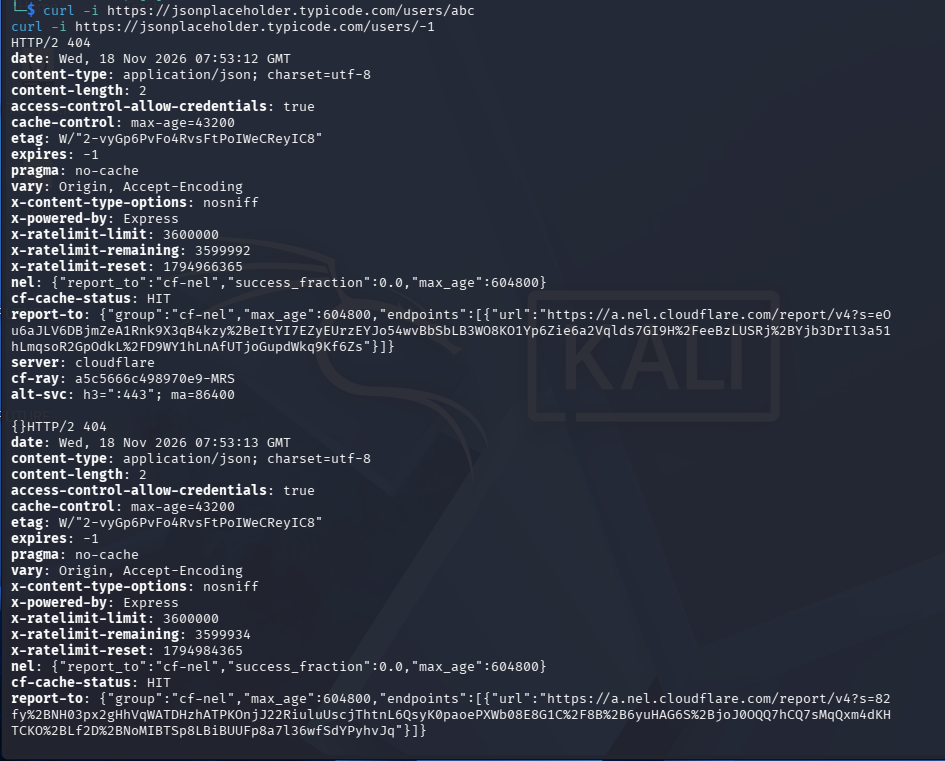 └─$ curl -i https://jsonplaceholder.typicode.com/users/abc
curl -i https://jsonplaceholder.typicode.com/users/-1
HTTP/2 404
date: Wed, 18 Nov 2026 07:53:12 GMT
content-type: application/json; charset=utf-8
content-length: 2
access-control-allow-credentials: true
cache-control: max-age=43200
etag: W/"2-vyGp6PvFo4RvsFtPoIWeCReyIC8"
expires: -1
pragma: no-cache
vary: Origin, Accept-Encoding
x-content-type-options: nosniff
x-powered-by: Express
x-ratelimit-limit: 3600000
x-ratelimit-remaining: 3599992
x-ratelimit-reset: 1794966365
nel: {"report_to":"cf-nel","success_fraction":0.0,"max_age":604800}
cf-cache-status: HIT
report-to: {"group":"cf-nel","max_age":604800,"endpoints":[{"url":"https://a.nel.cloudflare.com/report/v4?s=eO
u6aJLV6DBjmZeA1Rnk9X3qB4kzy%2BeItYI7EZyEUrzEYJo54wvBbSbLB3WO8KO1Yp6Zie6a2Vqlds7GI9H%2FeeBzLUSRj%2BYjb3DrIl3a51
hLmqsoR2GpOdkL%2FD9WY1hLnAfUTjoGupdWkq9Kf6Zs"}]}
server: cloudflare
cf-ray: a5c5666c498970e9-MRS
alt-svc: h3=":443"; ma=86400
KALI
{}HTTP/2 404
date: Wed, 18 Nov 2026 07:53:13 GMT
content-type: application/json; charset=utf-8
content-length: 2
access-control-allow-credentials: true
cache-control: max-age=43200
etag: W/"2-vyGp6PvFo4RvsFtPoIWeCReyIC8"
expires: -1
pragma: no-cache
vary: Origin, Accept-Encoding
x-content-type-options: nosniff
x-powered-by: Express
x-ratelimit-limit: 3600000
x-ratelimit-remaining: 3599934
x-ratelimit-reset: 1794984365
nel: {"report_to":"cf-nel","success_fraction":0.0,"max_age":604800}
cf-cache-status: HIT
report-to: {"group":"cf-nel","max_age":604800,"endpoints":[{"url":"https://a.nel.cloudflare.com/report/v4?s=82
fy%2BNH03px2gHhVqWATDHzhATPKOnjJ22RiuluUscjThtnL6QsyK0paoePXWb08E8G1C%2F8B%2B6yuHAG6S%2BjoJ0OQQ7hCQ7sMqQxm4dKH
TCKO%2BLf2D%2BNoMIBTSp8LBiBUUFp8a7l36wfSdYPyhvJq"}]}